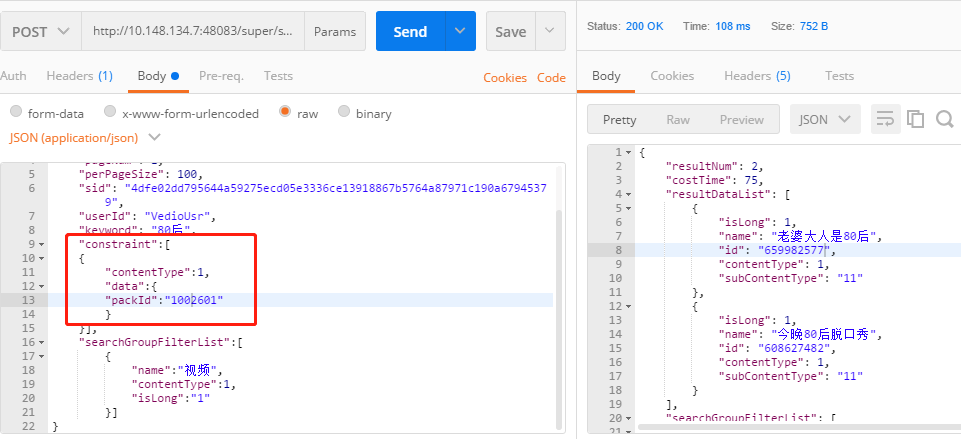 POST
http://10.148.134.7:48083/super/s...
Params
Send
Save
Auth
Headers (1)
Body
Pre-req.
Tests
Cookies
Code
form-data
x-www-form-urlencoded
raw
binary
JSON (application/json)
5 "perPageSize": 100,
6 "sid": "4dfe02dd795644a59275ecd05e3336ce13918867b5764a87971c190a6794537
9",
7 "userId": "VedioUsr",
8 "keyword": "80后",
9 "constraint":[
10 {
11 "contentType":1,
12 "data":{
13 "packId":"1002601"
14 }
15 }],
16 "searchGroupFilterList":[
17 {
18 "name":"视频",
19 "contentType":1,
20 "isLong":"1"
21 }]
22 }
Status: 200 OK
Time: 108 ms
Size: 752 B
Body
Cookies
Headers (5)
Tests
Pretty
Raw
Preview
JSON
1 {
2 "resultNum": 2,
3 "costTime": 75,
4 "resultDataList": [
5 {
6 "isLong": 1,
7 "name": "老婆大人是80后",
8 "id": "659982577",
9 "contentType": 1,
10 "subContentType": "11"
11 },
12 {
13 "isLong": 1,
14 "name": "今晚80后脱口秀",
15 "id": "608627482",
16 "contentType": 1,
17 "subContentType": "11"
18 }
19 ],
20 "searchGroupFilterList": [
21